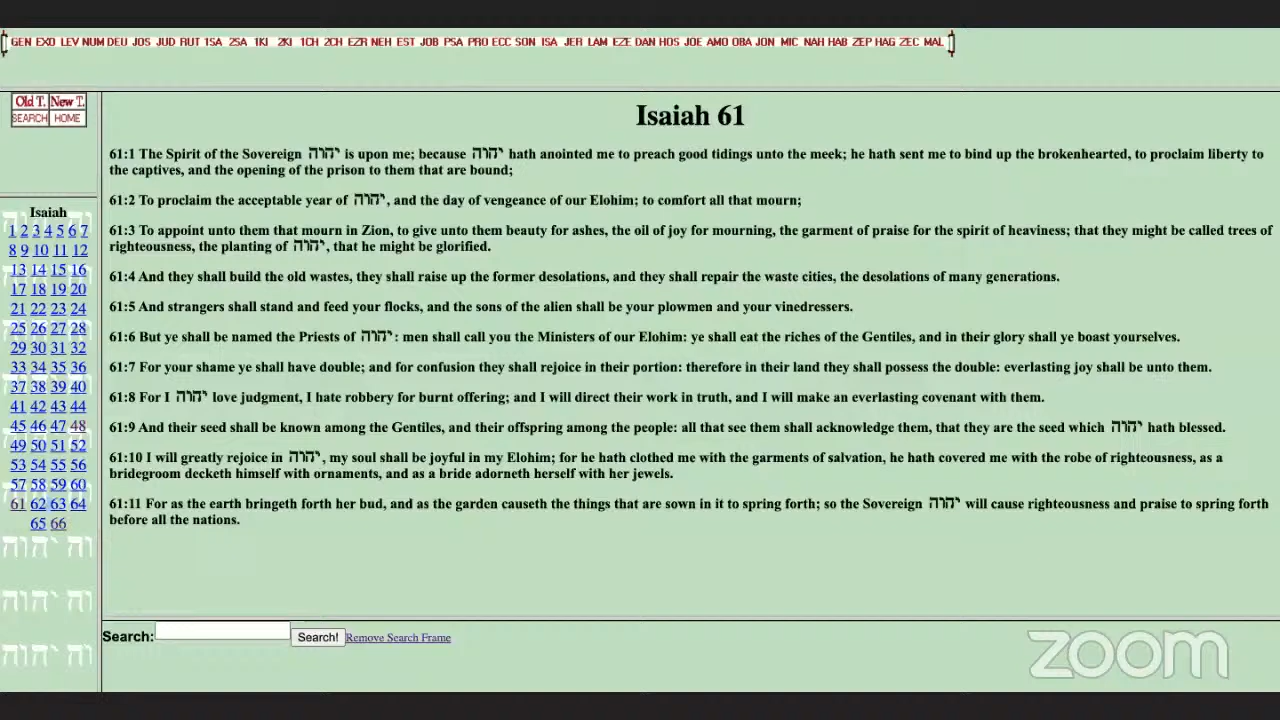 GEN EXO LEV NUM DEU JOS JUD RUT 1SA 2SA 1KI 2KI 1CH 2CH EZR NEH EST JOB PSA PRO ECC SON ISA JER LAM EZE DAN HOS JOE AMO OBA JON MIC NAH HAB ZEP HAG ZEC MAL
Old T. New T.
SEARCH HOME
Isaiah
1 2 3 4 5 6 7
8 9 10 11 12
13 14 15 16
17 18 19 20
21 22 23 24
25 26 27 28
29 30 31 32
33 34 35 36
37 38 39 40
41 42 43 44
45 46 47 48
49 50 51 52
53 54 55 56
57 58 59 60
61 62 63 64
65 66
יהוה
יהוה
יהוה
Isaiah 61
61:1 The Spirit of the Sovereign יהוה is upon me; because יהוה hath anointed me to preach good tidings unto the meek; he hath sent me to bind up the brokenhearted, to proclaim liberty to
the captives, and the opening of the prison to them that are bound;
61:2 To proclaim the acceptable year of יהוה, and the day of vengeance of our Elohim; to comfort all that mourn;
61:3 To appoint unto them that mourn in Zion, to give unto them beauty for ashes, the oil of joy for mourning, the garment of praise for the spirit of heaviness; that they might be called trees of
righteousness, the planting of יהוה, that he might be glorified.
61:4 And they shall build the old wastes, they shall raise up the former desolations, and they shall repair the waste cities, the desolations of many generations.
61:5 And strangers shall stand and feed your flocks, and the sons of the alien shall be your plowmen and your vinedressers.
61:6 But ye shall be named the Priests of יהוה: men shall call you the Ministers of our Elohim: ye shall eat the riches of the Gentiles, and in their glory shall ye boast yourselves.
61:7 For your shame ye shall have double; and for confusion they shall rejoice in their portion: therefore in their land they shall possess the double: everlasting joy shall be unto them.
61:8 For I יהוה love judgment, I hate robbery for burnt offering; and I will direct their work in truth, and I will make an everlasting covenant with them.
61:9 And their seed shall be known among the Gentiles, and their offspring among the people: all that see them shall acknowledge them, that they are the seed which יהוה hath blessed.
61:10 I will greatly rejoice in יהוה, my soul shall be joyful in my Elohim; for he hath clothed me with the garments of salvation, he hath covered me with the robe of righteousness, as a
bridegroom decketh himself with ornaments, and as a bride adorneth herself with her jewels.
61:11 For as the earth bringeth forth her bud, and as the garden causeth the things that are sown in it to spring forth; so the Sovereign יהוה will cause righteousness and praise to spring forth
before all the nations.
Search: Search! Remove Search Frame
zoom